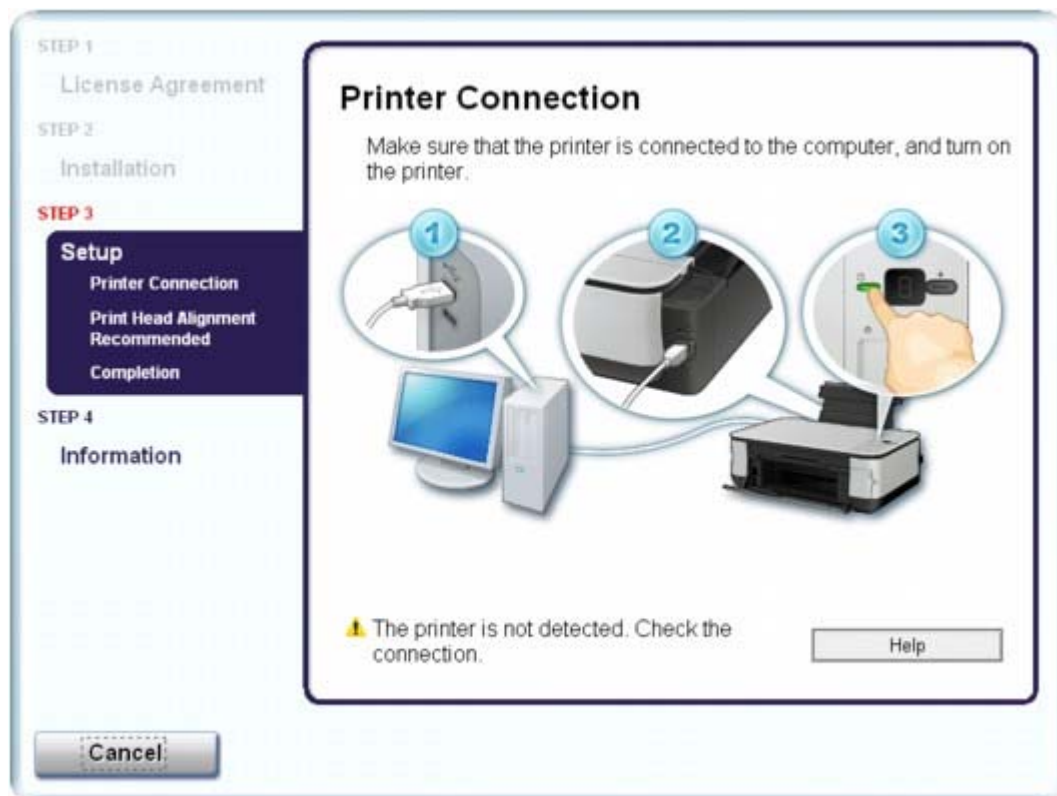 STEP 1
License Agreement
STEP 2
Installation
STEP 3
Setup
Printer Connection
Print Head Alignment
Recommended
Completion
STEP 4
Information
Printer Connection
Make sure that the printer is connected to the computer, and turn on
the printer.
1
2
3
The printer is not detected. Check the
connection.
Help
Cancel